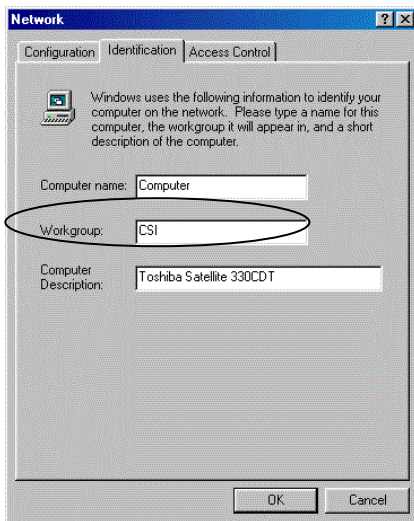 Network
Configuration Identification Access Control
Windows uses the following information to identify your
computer on the network. Please type a name for this
computer, the workgroup it will appear in, and a short
description of the computer.
Computer name: Computer
Workgroup: CSI
Computer
Description: Toshiba Satellite 330CDT
OK Cancel